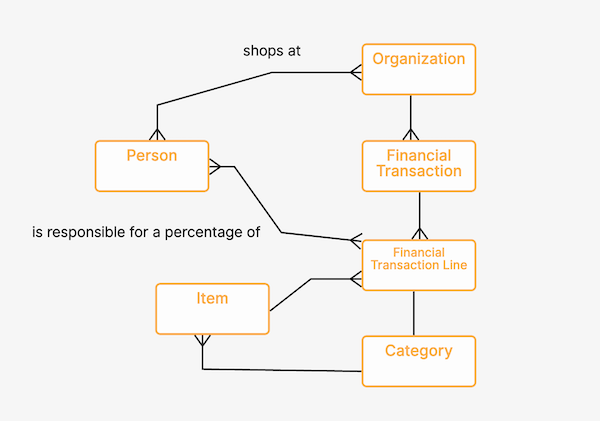 shops at
Organization
Person
Financial
Transaction
is responsible for a percentage of
Financial
Transaction Line
Item
Category